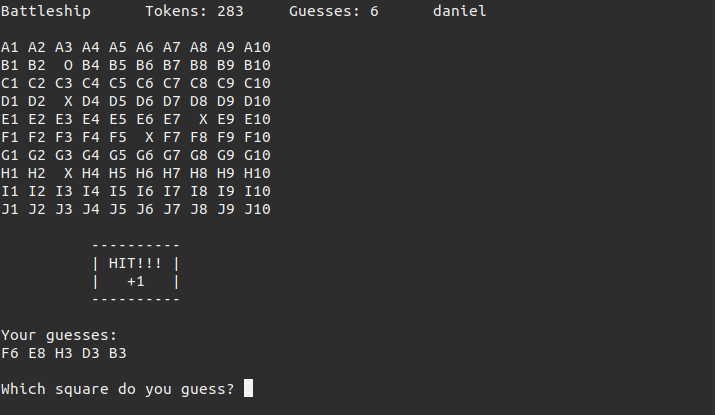 Battleship Tokens: 283 Guesses: 6 daniel
A1 A2 A3 A4 A5 A6 A7 A8 A9 A10
B1 B2 O B4 B5 B6 B7 B8 B9 B10
C1 C2 C3 C4 C5 C6 C7 C8 C9 C10
D1 D2 X D4 D5 D6 D7 D8 D9 D10
E1 E2 E3 E4 E5 E6 E7 X E9 E10
F1 F2 F3 F4 F5 X F7 F8 F9 F10
G1 G2 G3 G4 G5 G6 G7 G8 G9 G10
H1 H2 X H4 H5 H6 H7 H8 H9 H10
I1 I2 I3 I4 I5 I6 I7 I8 I9 I10
J1 J2 J3 J4 J5 J6 J7 J8 J9 J10
----------
| HIT!!! |
| +1 |
----------
Your guesses:
F6 E8 H3 D3 B3
Which square do you guess?